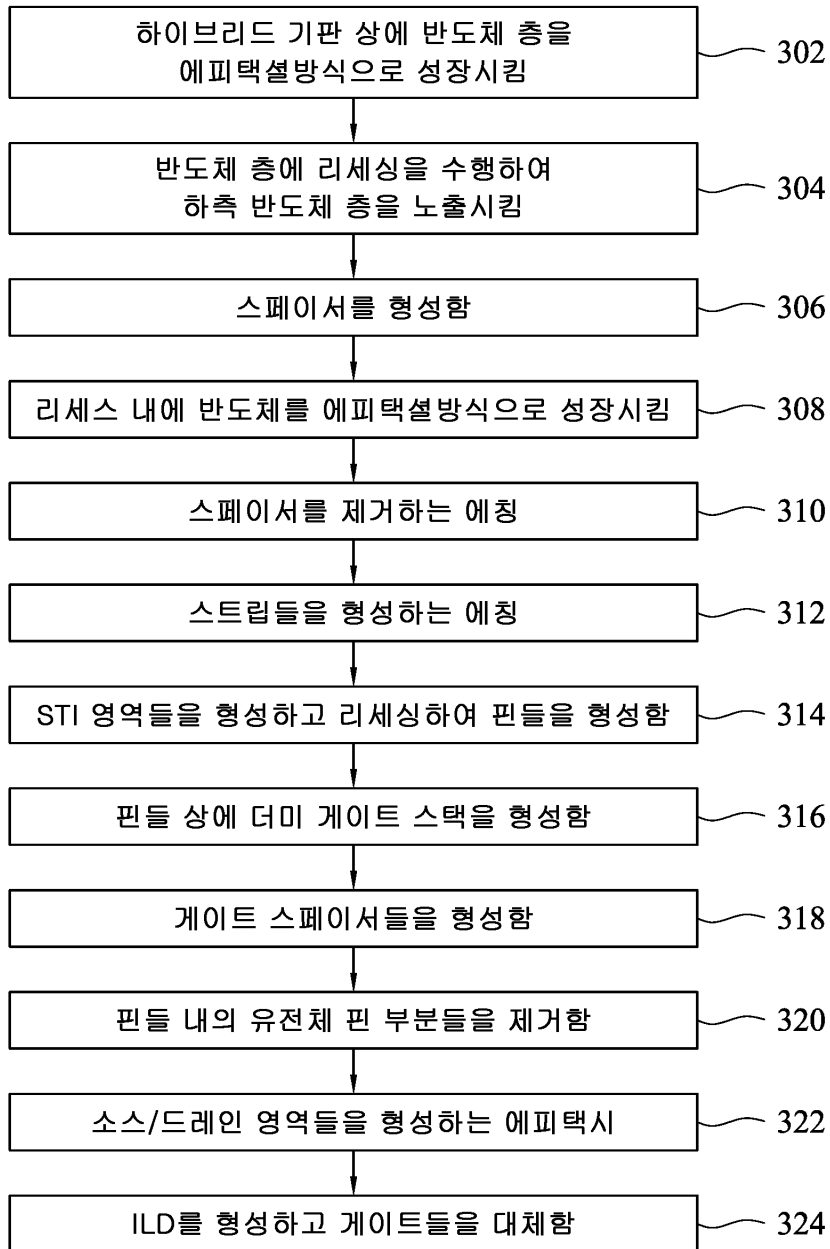 하이브리드 기판 상에 반도체 층을
에피택셜방식으로 성장시킴
302
반도체 층에 리세싱을 수행하여
하측 반도체 층을 노출시킴
304
스페이서를 형성함
306
리세스 내에 반도체를 에피택셜방식으로 성장시킴
308
스페이서를 제거하는 에칭
310
스트립들을 형성하는 에칭
312
STI 영역들을 형성하고 리세싱하여 핀들을 형성함
314
핀들 상에 더미 게이트 스택을 형성함
316
게이트 스페이서들을 형성함
318
핀들 내의 유전체 핀 부분들을 제거함
320
소스/드레인 영역들을 형성하는 에피택시
322
ILD를 형성하고 게이트들을 대체함
324